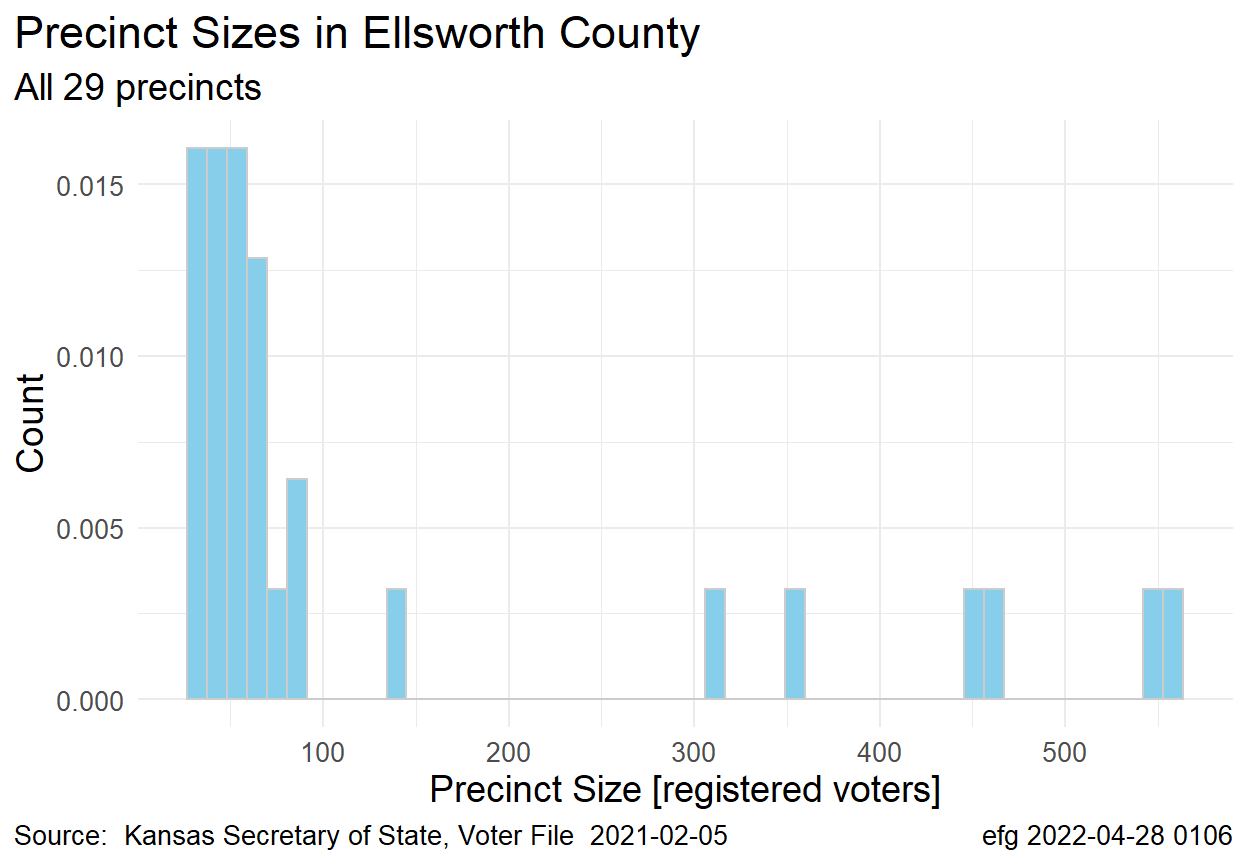 Precinct Sizes in Ellsworth County
All 29 precincts
0.015
0.010
0.005
0.000
Count
100 200 300 400 500
Precinct Size [registered voters]
Source:  Kansas Secretary of State, Voter File  2021-02-05
efg 2022-04-28 0106